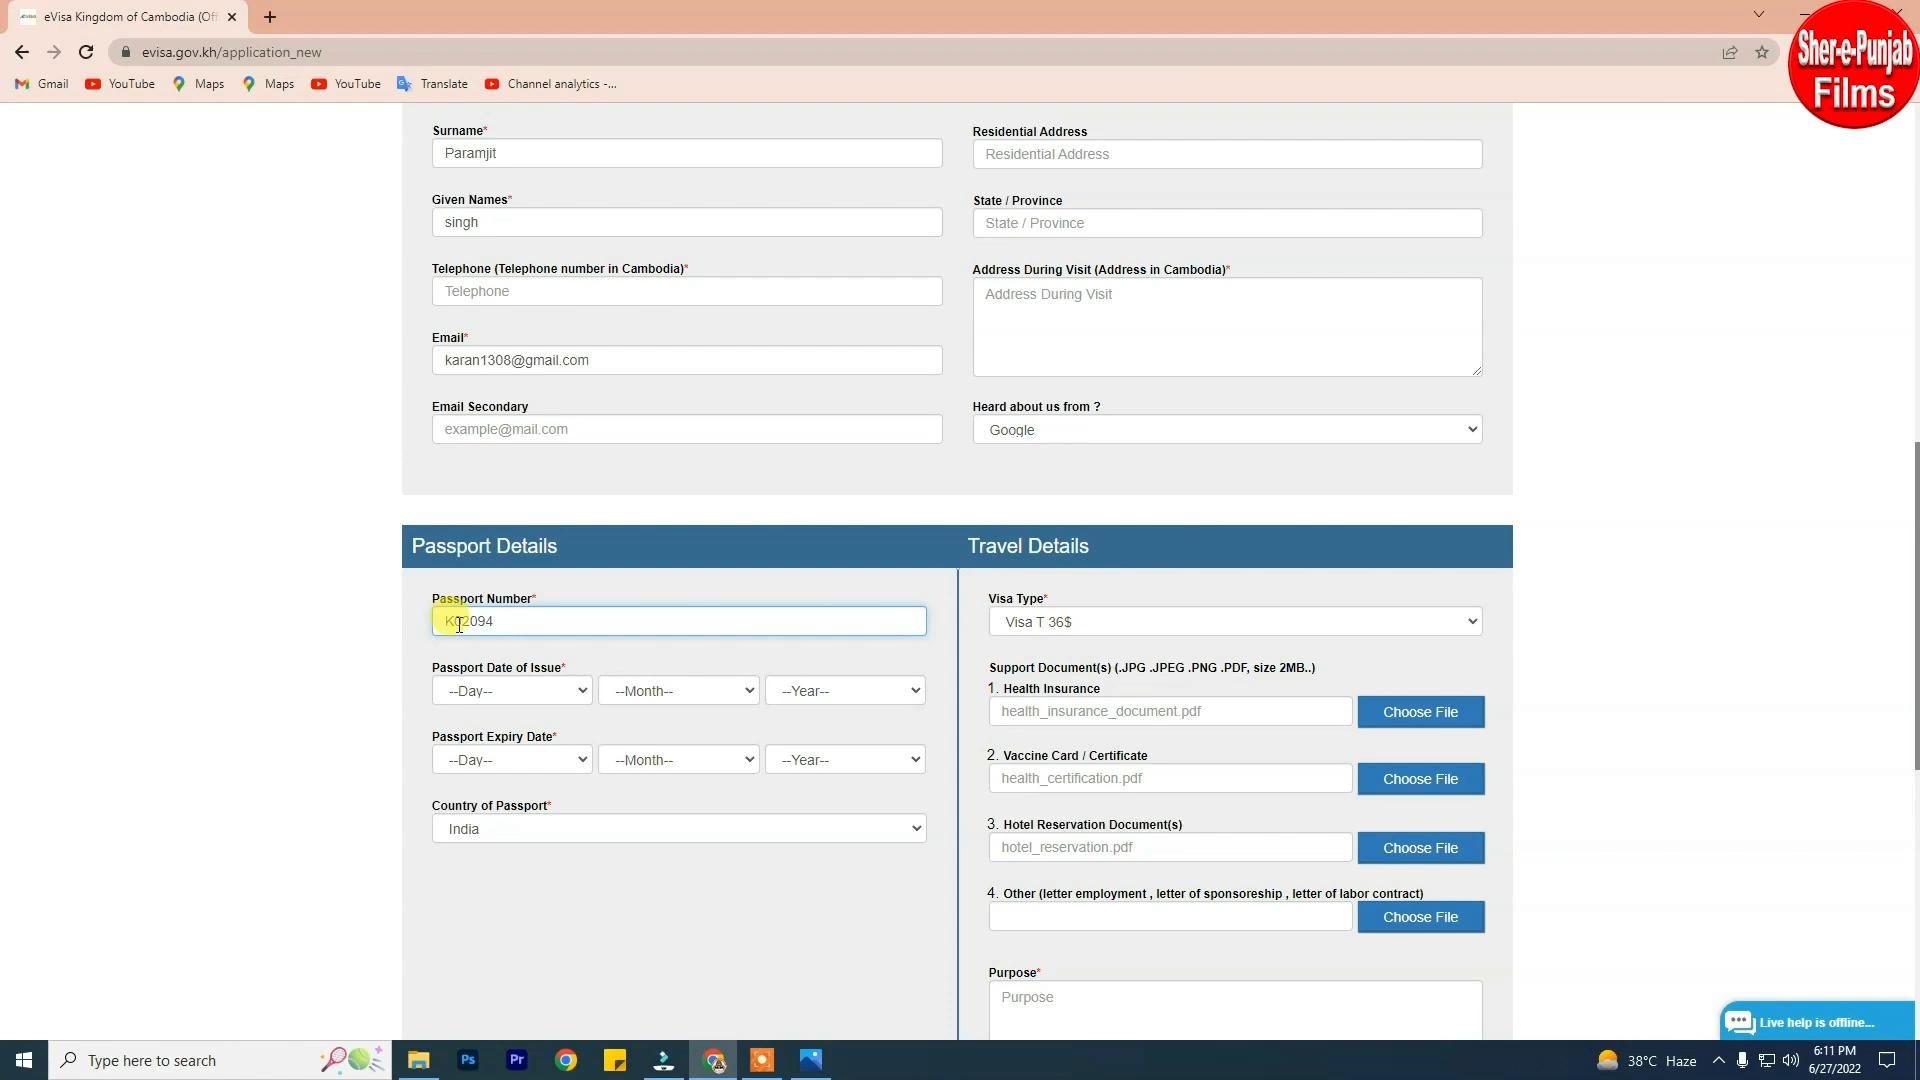 eVisa Kingdom of Cambodia (Off
evisa.gov.kh/application_new
Gmail YouTube Maps Maps YouTube Translate Channel analytics -...
Sher-e-Punjab
Films
Surname*
Paramjit
Residential Address
Residential Address
Given Names*
singh
State / Province
State / Province
Telephone (Telephone number in Cambodia)*
Telephone
Address During Visit (Address in Cambodia)*
Address During Visit
Email*
karan1308@gmail.com
Email Secondary
example@mail.com
Heard about us from ?
Google
Passport Details
Travel Details
Passport Number*
K02094
Passport Date of Issue*
--Day-- --Month-- --Year--
Passport Expiry Date*
--Day-- --Month-- --Year--
Country of Passport*
India
Visa Type*
Visa T 36$
Support Document(s) (.JPG .JPEG .PNG .PDF, size 2MB..)
1. Health Insurance
health_insurance_document.pdf Choose File
2. Vaccine Card / Certificate
health_certification.pdf Choose File
3. Hotel Reservation Document(s)
hotel_reservation.pdf Choose File
4. Other (letter employment , letter of sponsoreship , letter of labor contract)
Choose File
Purpose*
Purpose
Live help is offline...
Type here to search
Ps
Pr
38°C Haze
6:11 PM
6/27/2022